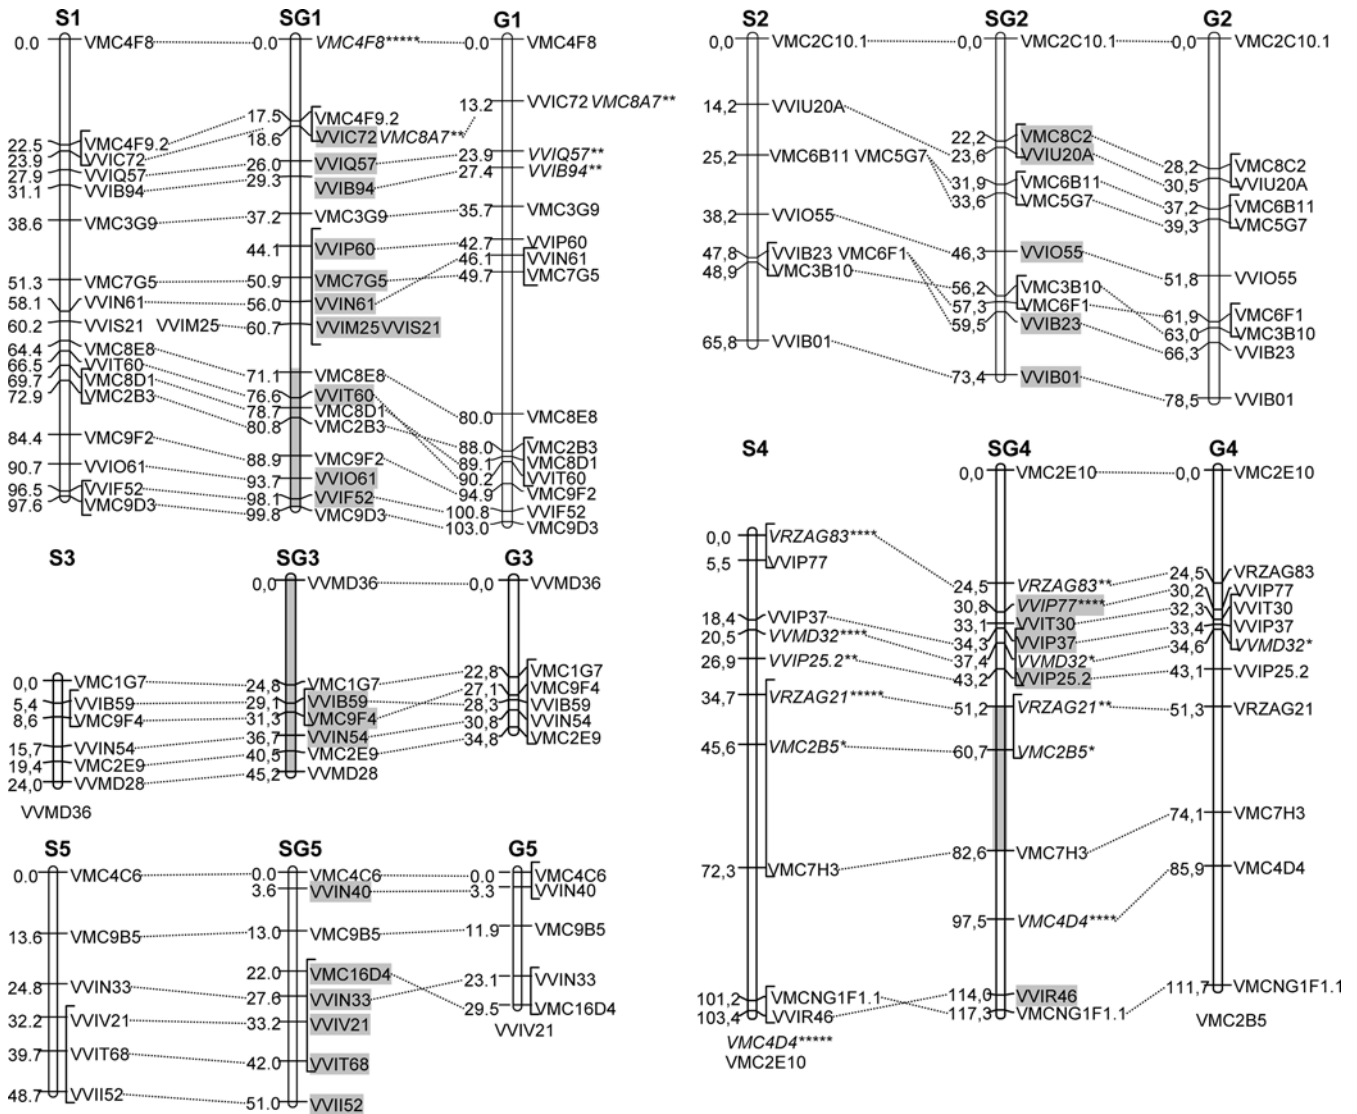 S1
0.0 VMC4F8
22.5 VMC4F9.2
23.9 VVIC72
27.9 VVIQ57
31.1 VVIB94
38.6 VMC3G9
51.3 VMC7G5
58.1 VVIN61
60.2 VVIS21 VVIM25
64.4 VMC8E8
66.5 VVIT60
69.7 VMC8D1
72.9 VMC2B3
84.4 VMC9F2
90.7 VVIO61
96.5 VVIF52
97.6 VMC9D3
SG1
0.0 VMC4F8*****
17.5 VMC4F9.2
18.6 VVIC72 VMC8A7**
26.0 VVIQ57
29.3 VVIB94
37.2 VMC3G9
44.1 VVIP60
50.9 VMC7G5
56.0 VVIN61
60.7 VVIM25 VVIS21
71.1 VMC8E8
76.6 VVIT60
78.7 VMC8D1
80.8 VMC2B3
88.9 VMC9F2
93.7 VVIO61
98.1 VVIF52
99.8 VMC9D3
G1
0.0 VMC4F8
13.2 VVIC72 VMC8A7**
23.9 VVIQ57**
27.4 VVIB94**
35.7 VMC3G9
42.7 VVIP60
46.1 VVIN61
49.7 VMC7G5
80.0 VMC8E8
88.0 VMC2B3
89.1 VMC8D1
90.2 VVIT60
94.9 VMC9F2
100.8 VVIF52
103.0 VMC9D3
S2
0,0 VMC2C10.1
14,2 VVIU20A
25,2 VMC6B11 VMC5G7
38,2 VVIO55
47,8 VVIB23 VMC6F1
48,9 VMC3B10
65,8 VVIB01
SG2
0,0 VMC2C10.1
22,2 VMC8C2
23,6 VVIU20A
31,9 VMC6B11
33,6 VMC5G7
46,3 VVIO55
56,2 VMC3B10
57,3 VMC6F1
59,5 VVIB23
73,4 VVIB01
G2
0,0 VMC2C10.1
28,2 VMC8C2
30,5 VVIU20A
37,2 VMC6B11
39,3 VMC5G7
51,8 VVIO55
61,9 VMC6F1
63,0 VMC3B10
66,3 VVIB23
78,5 VVIB01
S3
0,0 VMC1G7
5,4 VVIB59
8,6 VMC9F4
15,7 VVIN54
19,4 VMC2E9
24,0 VVMD28
VVMD36
SG3
0,0 VVMD36
24,8 VMC1G7
29,1 VVIB59
31,3 VMC9F4
36,7 VVIN54
40,5 VMC2E9
45,2 VVMD28
G3
0,0 VVMD36
22,8 VMC1G7
27,1 VMC9F4
28,3 VVIB59
30,8 VVIN54
34,8 VMC2E9
S4
0,0 VRZAG83****
5,5 VVIP77
18,4 VVIP37
20,5 VVMD32****
26,9 VVIP25.2**
34,7 VRZAG21*****
45,6 VMC2B5*
72,3 VMC7H3
101,2 VMCNG1F1.1
103,4 VVIR46
VMC4D4*****
VMC2E10
SG4
0,0 VMC2E10
24,5 VRZAG83**
30,8 VVIP77****
33,1 VVIT30
34,3 VVIP37
37,4 VVMD32*
43,2 VVIP25.2
51,2 VRZAG21**
60,7 VMC2B5*
82,6 VMC7H3
97,5 VMC4D4****
114,0 VVIR46
117,3 VMCNG1F1.1
G4
0,0 VMC2E10
24,5 VRZAG83
30,2 VVIP77
32,3 VVIT30
33,4 VVIP37
34,6 VVMD32*
43,1 VVIP25.2
51,3 VRZAG21
74,1 VMC7H3
85,9 VMC4D4
111,7 VMCNG1F1.1
VMC2B5
S5
0.0 VMC4C6
13.6 VMC9B5
24.8 VVIN33
32.2 VVIV21
39.7 VVIT68
48.7 VVII52
SG5
0.0 VMC4C6
3.6 VVIN40
13.0 VMC9B5
22.0 VMC16D4
27.6 VVIN33
33.2 VVIV21
42.0 VVIT68
51.0 VVII52
G5
0.0 VMC4C6
3.3 VVIN40
11.9 VMC9B5
23.1 VVIN33
29.5 VMC16D4
VVIV21